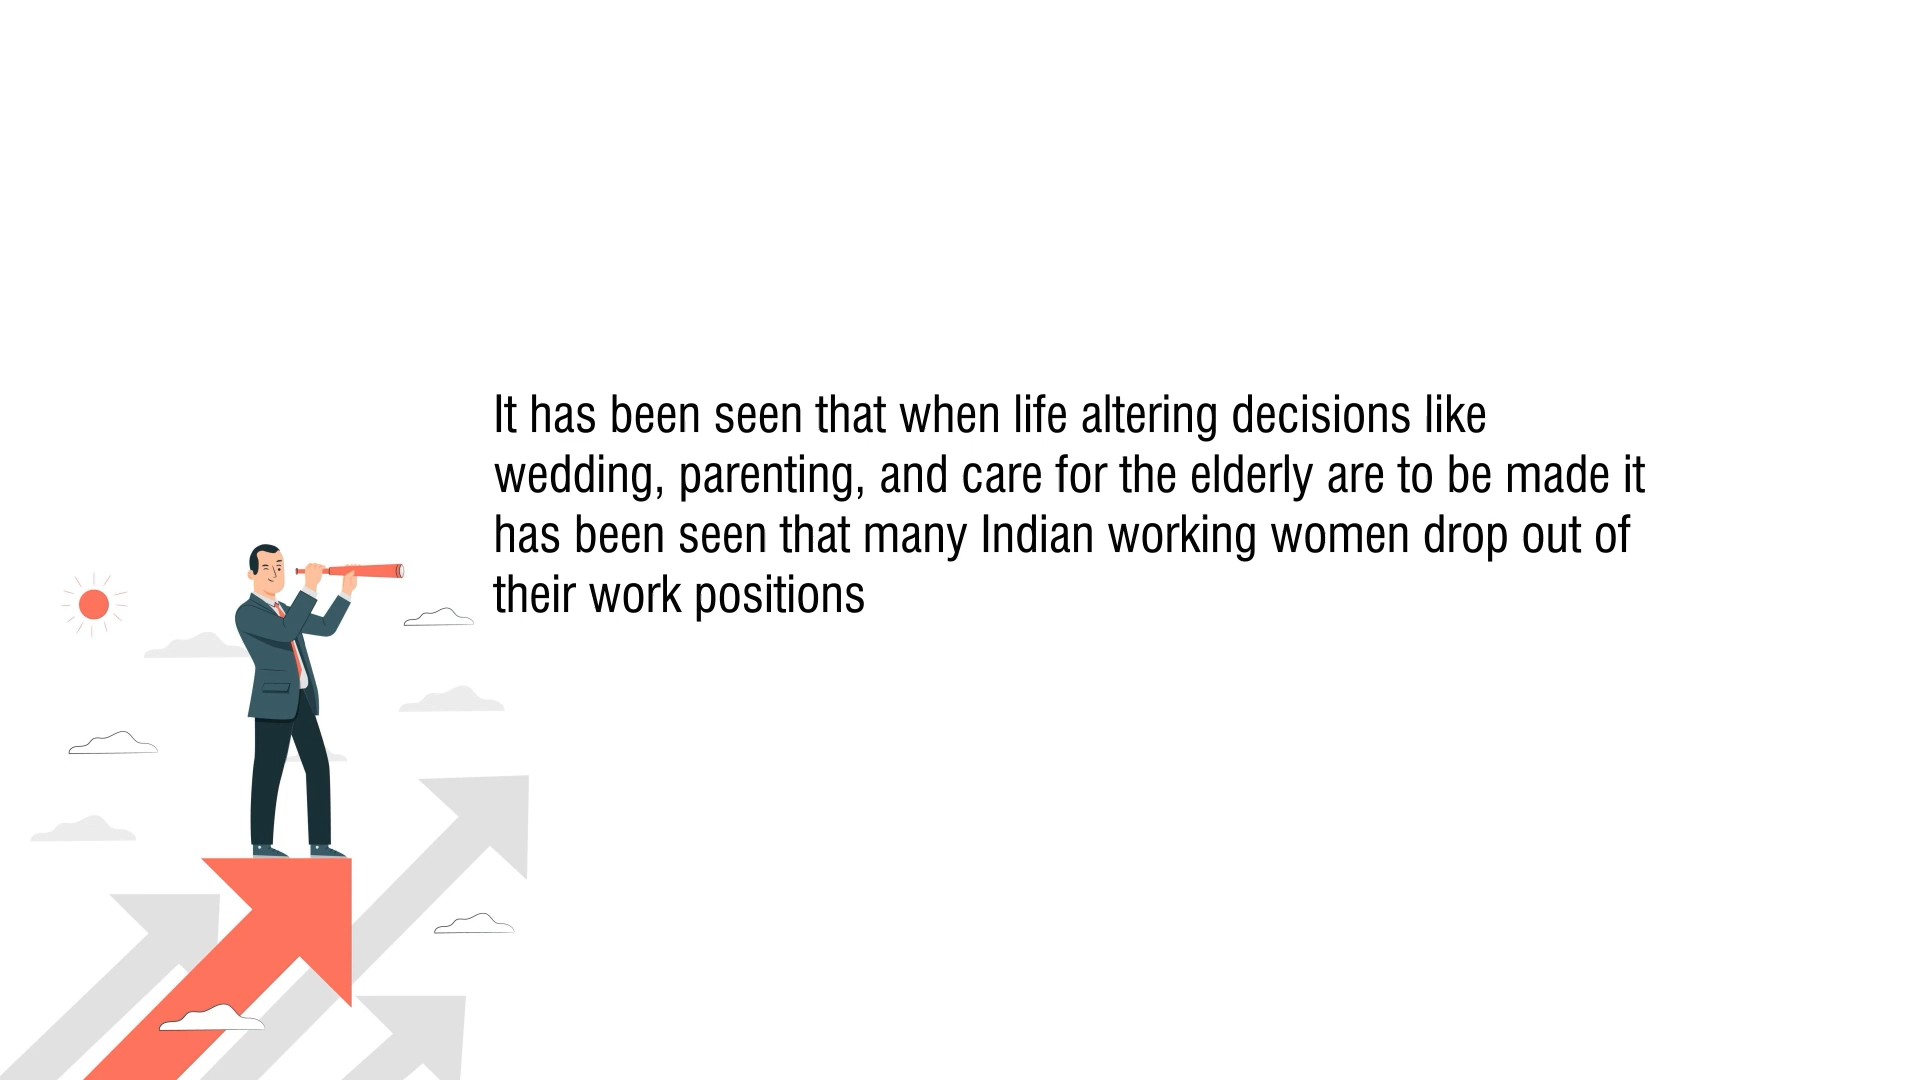 It has been seen that when life altering decisions like
wedding, parenting, and care for the elderly are to be made it
has been seen that many Indian working women drop out of
their work positions